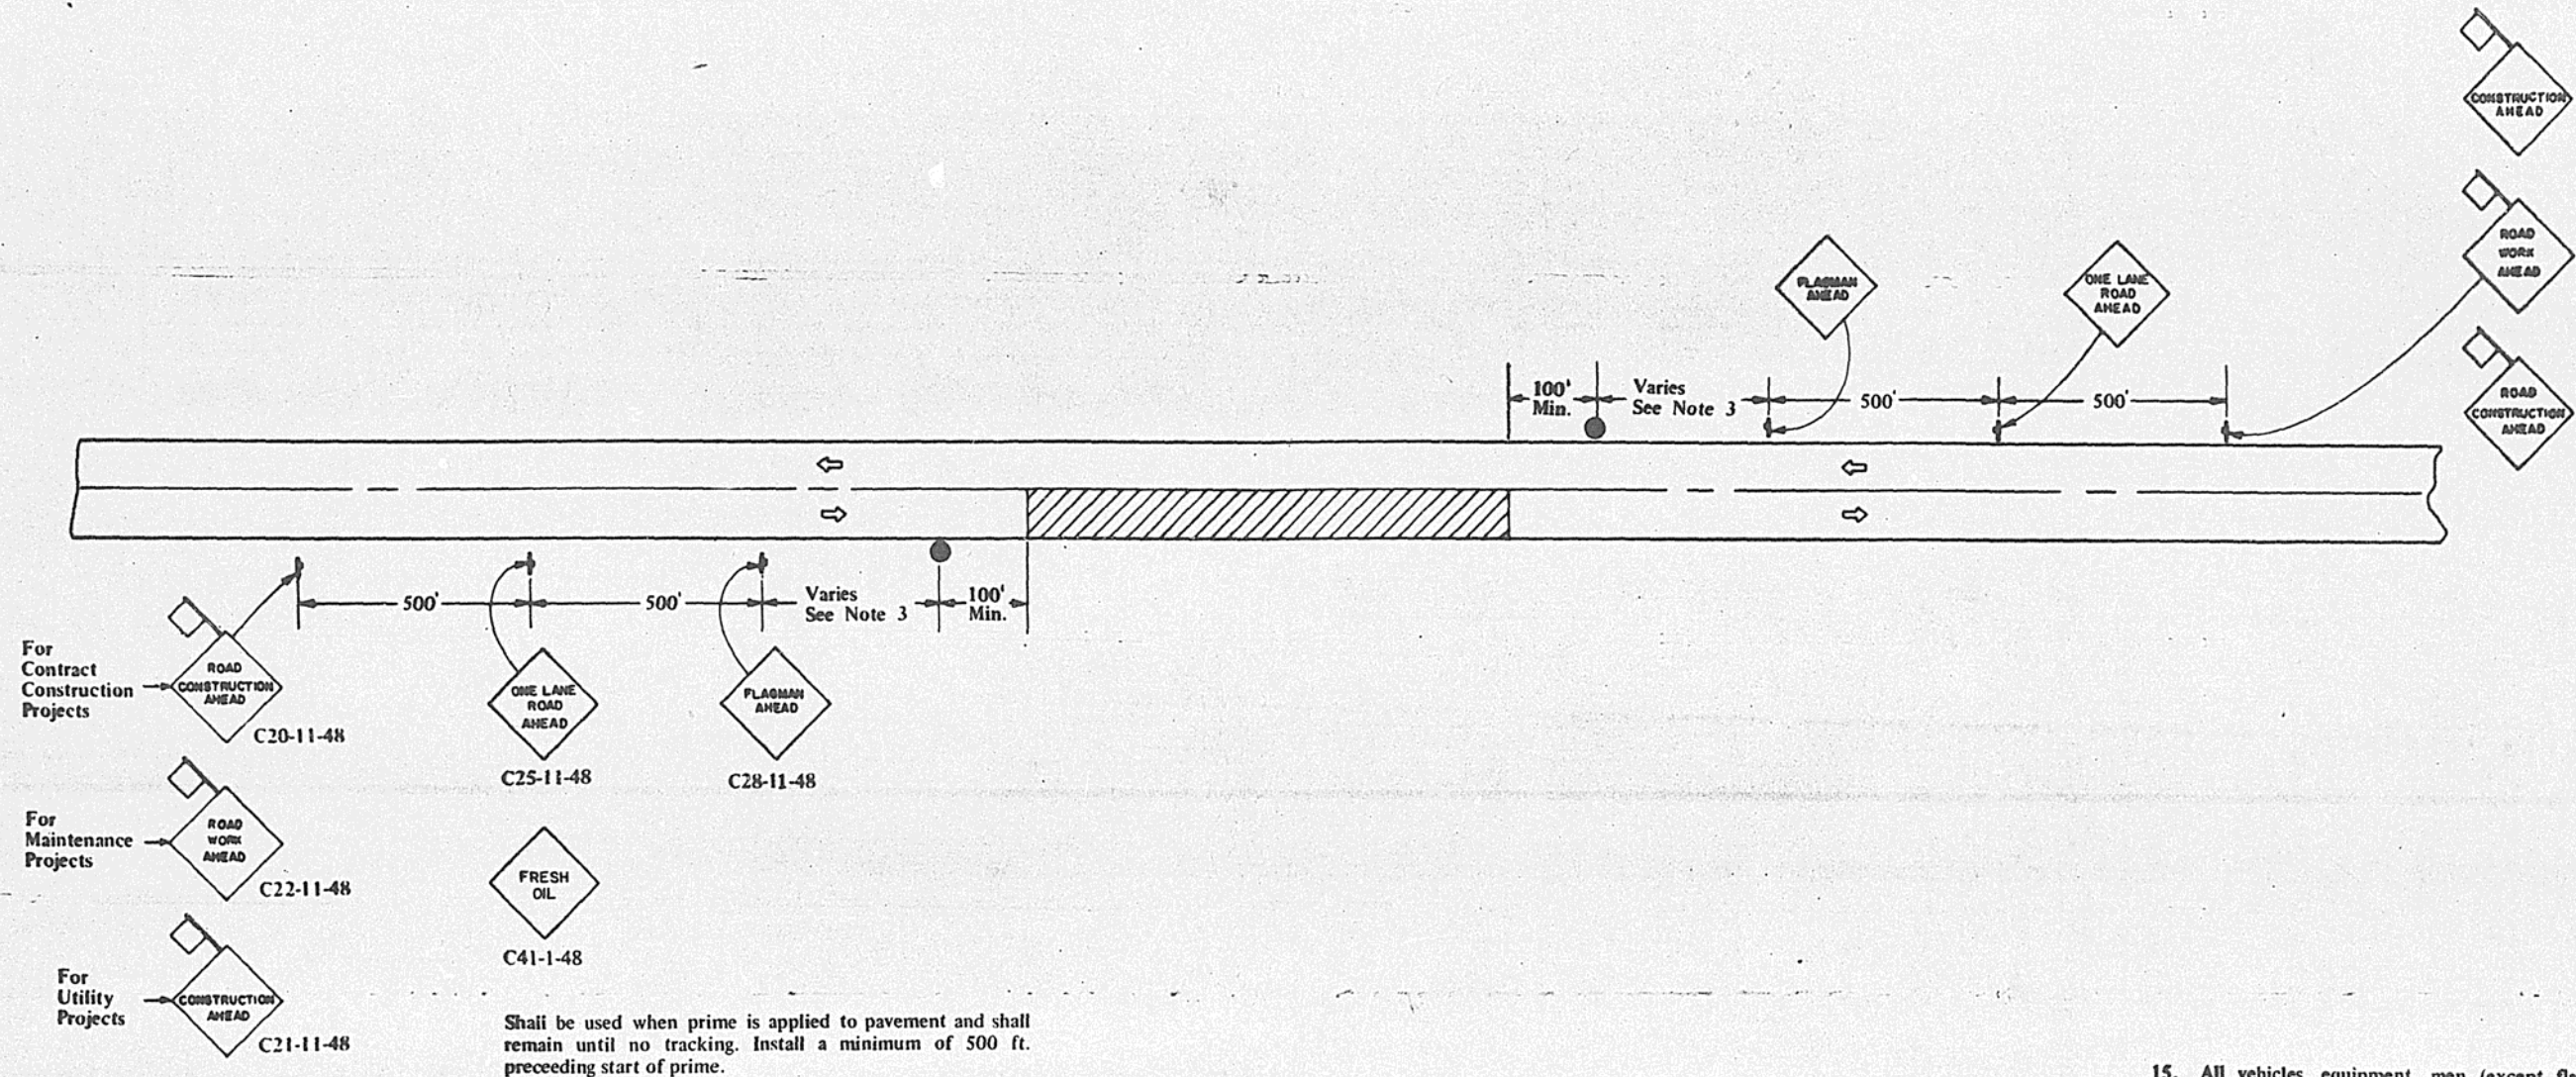 CONSTRUCTION
AHEAD
ROAD
WORK
AHEAD
ROAD
CONSTRUCTION
AHEAD
FLAGMAN
AHEAD
ONE LANE
ROAD
AHEAD
100'
Min.
Varies
See Note 3
500'
500'
500'
500'
Varies
See Note 3
100'
Min.
For
Contract
Construction
Projects
ROAD
CONSTRUCTION
AHEAD
C20-11-48
ONE LANE
ROAD
AHEAD
C25-11-48
FLAGMAN
AHEAD
C28-11-48
For
Maintenance
Projects
ROAD
WORK
AHEAD
C22-11-48
FRESH
OIL
C41-1-48
For
Utility
Projects
CONSTRUCTION
AHEAD
C21-11-48
Shall be used when prime is applied to pavement and shall
remain until no tracking. Install a minimum of 500 ft.
preceeding start of prime.
15. All vehicles, equipment, men (except